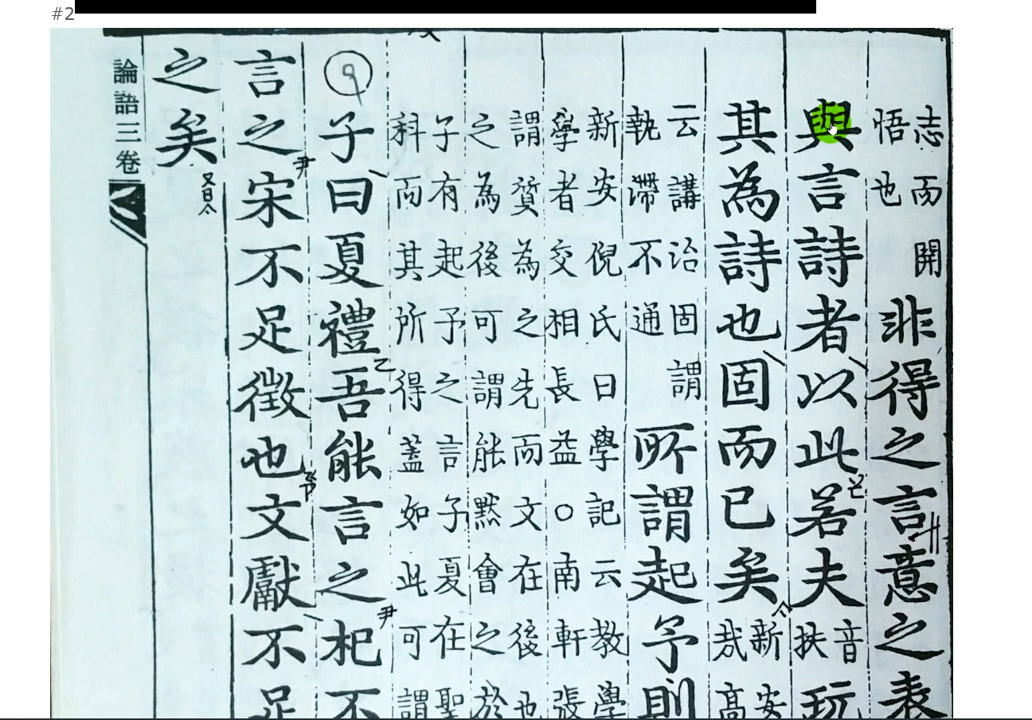 #2
志而開
悟也
非得之言意之表
與言詩者以此若夫
音
扶
玩
其為詩也固而已矣
新安
哉高
云講治固謂
執滯不通
所謂起予則
新安倪氏曰學記云教學
學者交相長益○南軒張
謂質為之先而文在後也
之為後可謂能默會之於
子有起予之言子夏在聖
科而其所得蓋如此可謂
9
子曰夏禮吾能言之杞不
言之宋不足徵也文獻不足
之矣
論語三卷